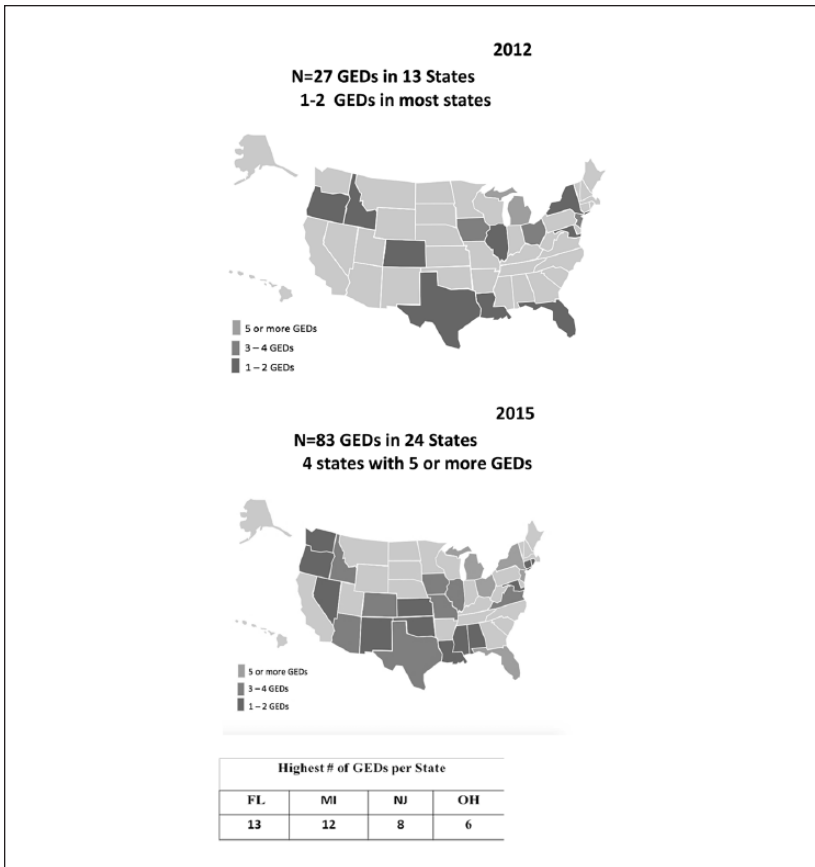 2012
N=27 GEDs in 13 States
1-2 GEDs in most states
5 or more GEDs
3 – 4 GEDs
1 – 2 GEDs
2015
N=83 GEDs in 24 States
4 states with 5 or more GEDs
5 or more GEDs
3 – 4 GEDs
1 – 2 GEDs
Highest # of GEDs per State
FL MI NJ OH
13 12 8 6